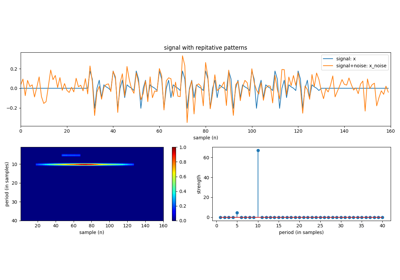 signal with repitative patterns
signal: x
signal+noise: x_noise
0.2
0.0
−0.2
0 20 40 60 80 100 120 140 160
sample (n)
period (in samples)
10
20
30
40
20 40 60 80 100 120 140 160
sample (n)
1.0
0.8
0.6
0.4
0.2
0.0
strength
60
40
20
0
0 5 10 15 20 25 30 35 40
period (in samples)